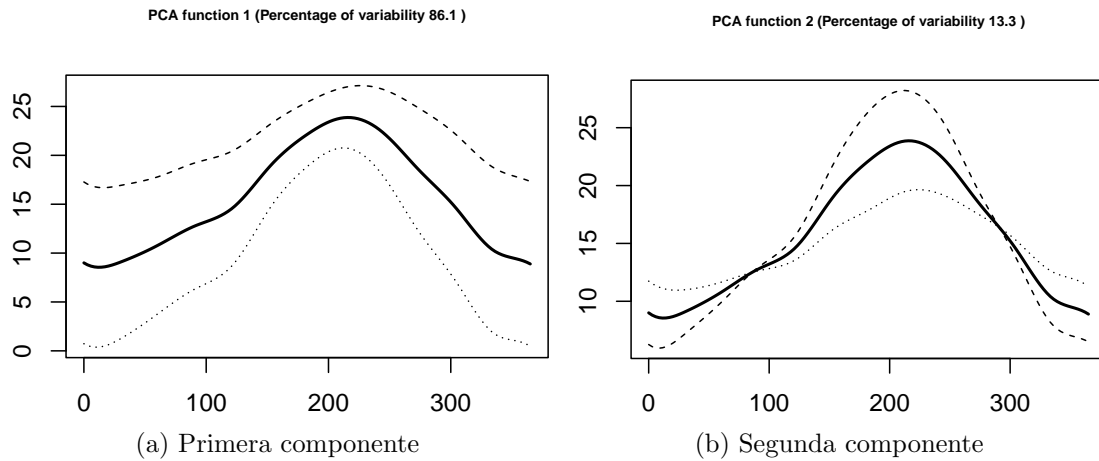 PCA function 1 (Percentage of variability 86.1 )
25
20
15
10
5
0
0 100 200 300
(a) Primera componente
PCA function 2 (Percentage of variability 13.3 )
25
20
15
10
0 100 200 300
(b) Segunda componente